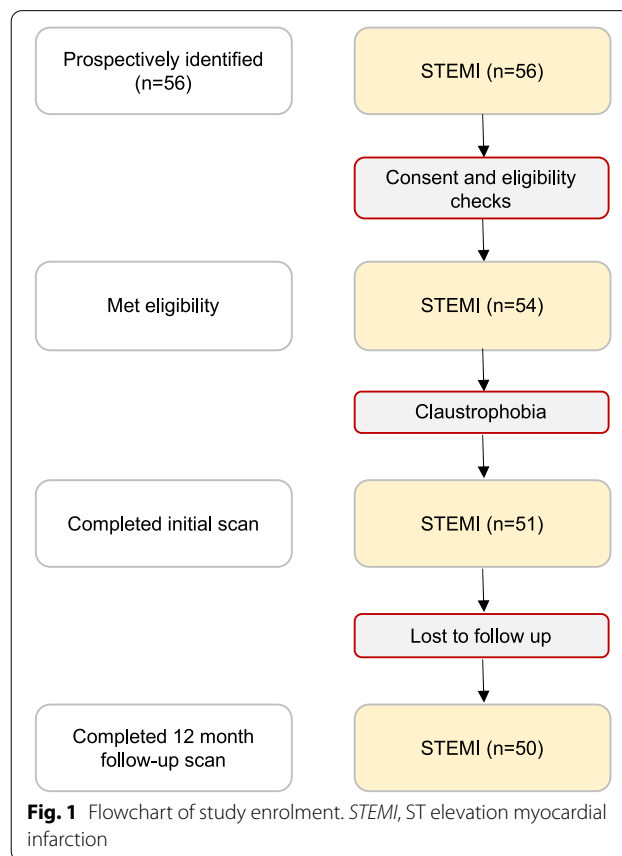 Prospectively identified
(n=56)
STEMI (n=56)
Consent and eligibility
checks
Met eligibility
STEMI (n=54)
Claustrophobia
Completed initial scan
STEMI (n=51)
Lost to follow up
Completed 12 month
follow-up scan
STEMI (n=50)
Fig. 1 Flowchart of study enrolment. STEMI, ST elevation myocardial
infarction